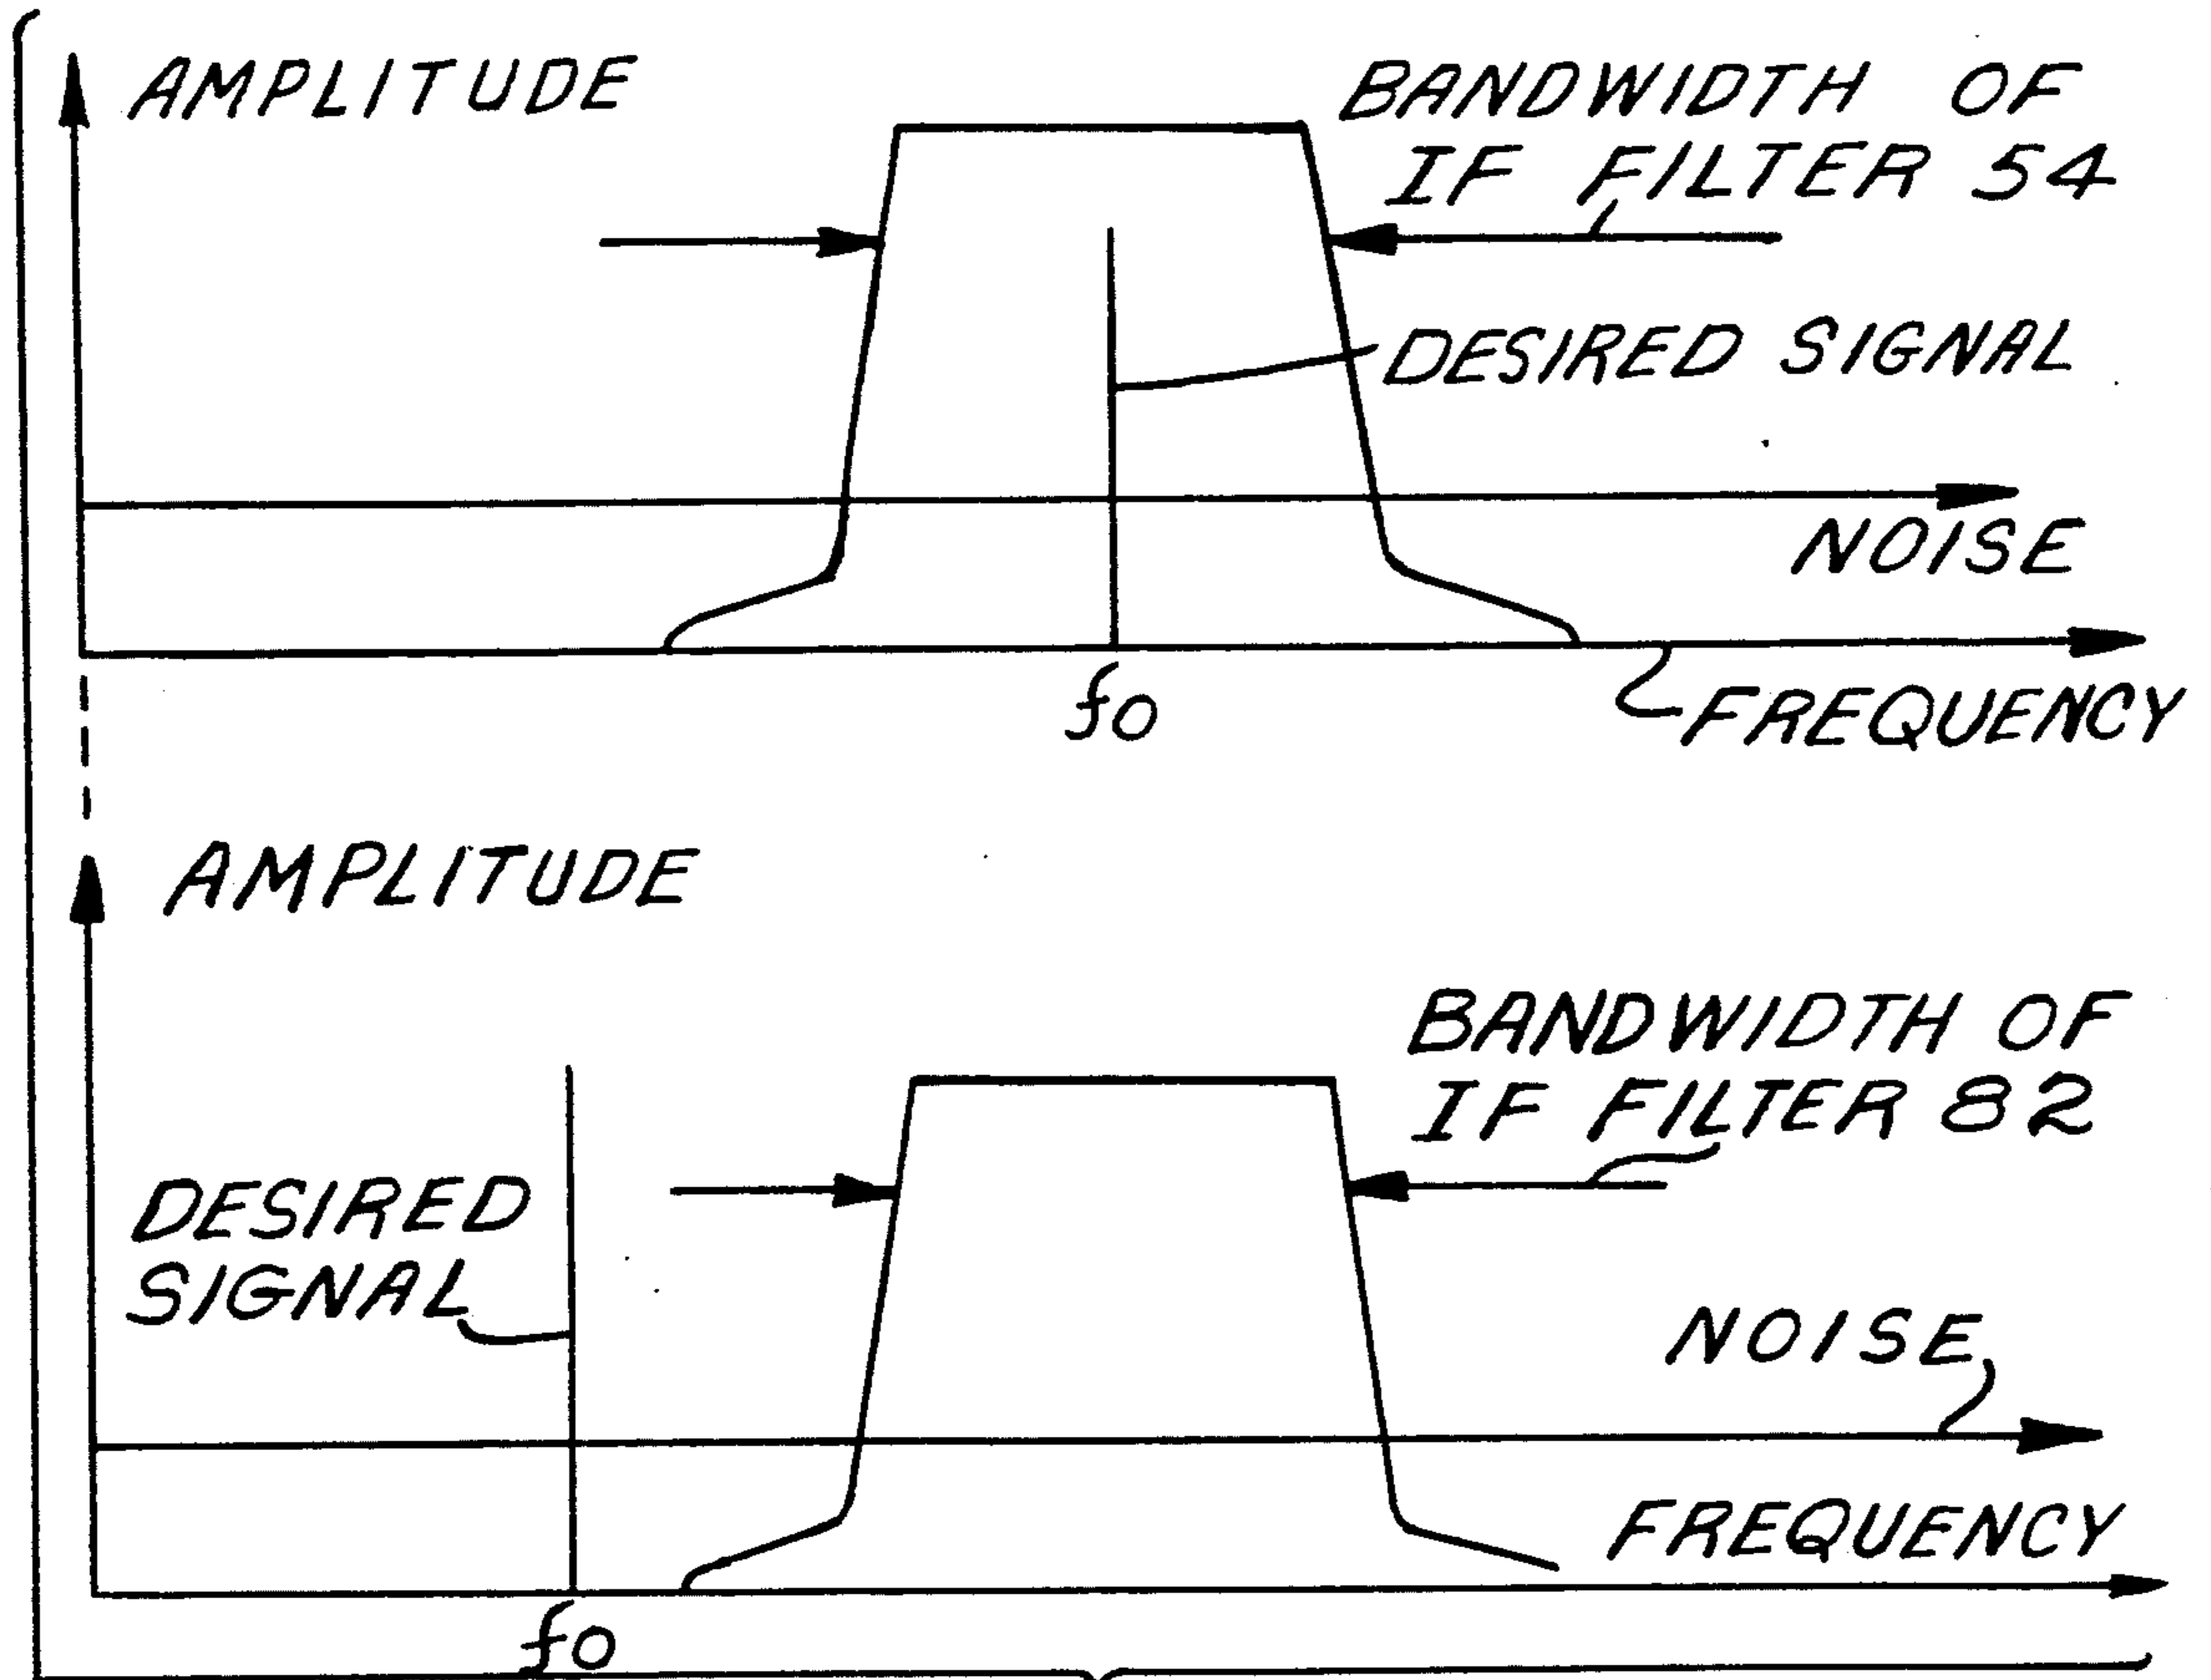 AMPLITUDE
BANDWIDTH OF
IF FILTER 54
DESIRED SIGNAL
NOISE
fo
FREQUENCY
AMPLITUDE
BANDWIDTH OF
IF FILTER 82
DESIRED
SIGNAL
NOISE
FREQUENCY
fo